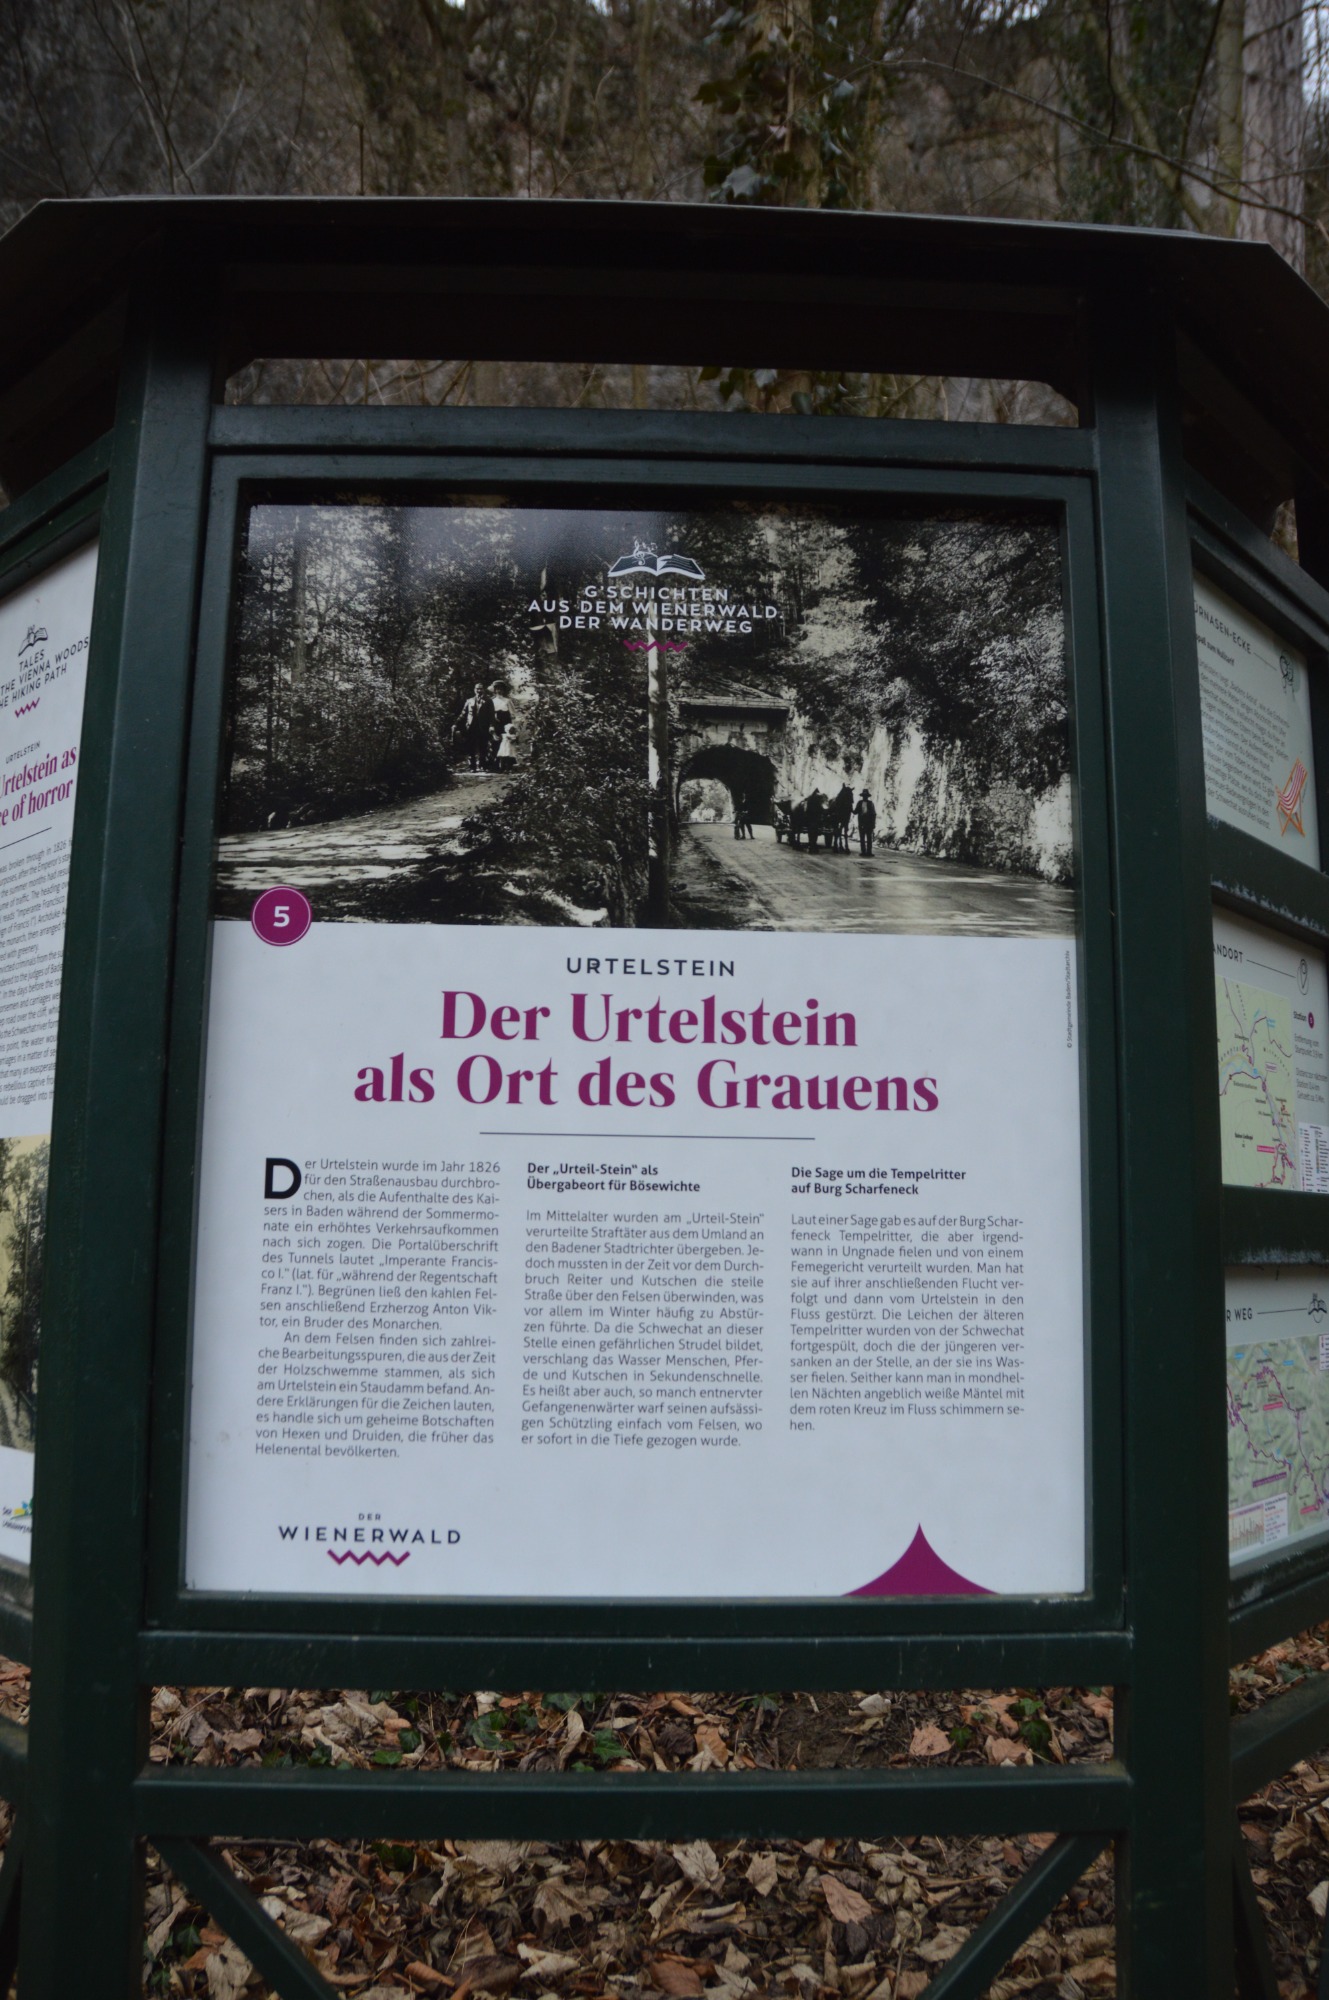 G'SCHICHTEN
AUS DEM WIENERWALD.
DER WANDERWEG
5
URTELSTEIN
Der Urtelstein
als Ort des Grauens
© Stadtgemeinde Baden/Stadtarchiv
Der Urtelstein wurde im Jahr 1826
für den Straßenausbau durchbro-
chen, als die Aufenthalte des Kai-
sers in Baden während der Sommermo-
nate ein erhöhtes Verkehrsaufkommen
nach sich zogen. Die Portalüberschrift
des Tunnels lautet „Imperante Francis-
co I.“ (lat. für „während der Regentschaft
Franz I.“). Begrünen ließ den kahlen Fel-
sen anschließend Erzherzog Anton Vik-
tor, ein Bruder des Monarchen.
An dem Felsen finden sich zahlrei-
che Bearbeitungsspuren, die aus der Zeit
der Holzschwemme stammen, als sich
am Urtelstein ein Staudamm befand. An-
dere Erklärungen für die Zeichen lauten,
es handle sich um geheime Botschaften
von Hexen und Druiden, die früher das
Helenental bevölkerten.
Der „Urteil-Stein“ als
Übergabeort für Bösewichte
Im Mittelalter wurden am „Urteil-Stein“
verurteilte Straftäter aus dem Umland an
den Badener Stadtrichter übergeben. Je-
doch mussten in der Zeit vor dem Durch-
bruch Reiter und Kutschen die steile
Straße über den Felsen überwinden, was
vor allem im Winter häufig zu Abstür-
zen führte. Da die Schwechat an dieser
Stelle einen gefährlichen Strudel bildet,
verschlang das Wasser Menschen, Pfer-
de und Kutschen in Sekundenschnelle.
Es heißt aber auch, so manch entnervter
Gefangenenwärter warf seinen aufsässi-
gen Schützling einfach vom Felsen, wo
er sofort in die Tiefe gezogen wurde.
Die Sage um die Tempelritter
auf Burg Scharfeneck
Laut einer Sage gab es auf der Burg Schar-
feneck Tempelritter, die aber irgend-
wann in Ungnade fielen und von einem
Femegericht verurteilt wurden. Man hat
sie auf ihrer anschließenden Flucht ver-
folgt und dann vom Urtelstein in den
Fluss gestürzt. Die Leichen der älteren
Tempelritter wurden von der Schwechat
fortgespült, doch die der jüngeren ver-
sanken an der Stelle, an der sie ins Was-
ser fielen. Seither kann man in mondhel-
len Nächten angeblich weiße Mäntel mit
dem roten Kreuz im Fluss schimmern se-
hen.
DER
WIENERWALD
TALES
THE VIENNA WOODS
HIKING PATH
URTELSTEIN
Urtelstein as
of horror
Station
WEG